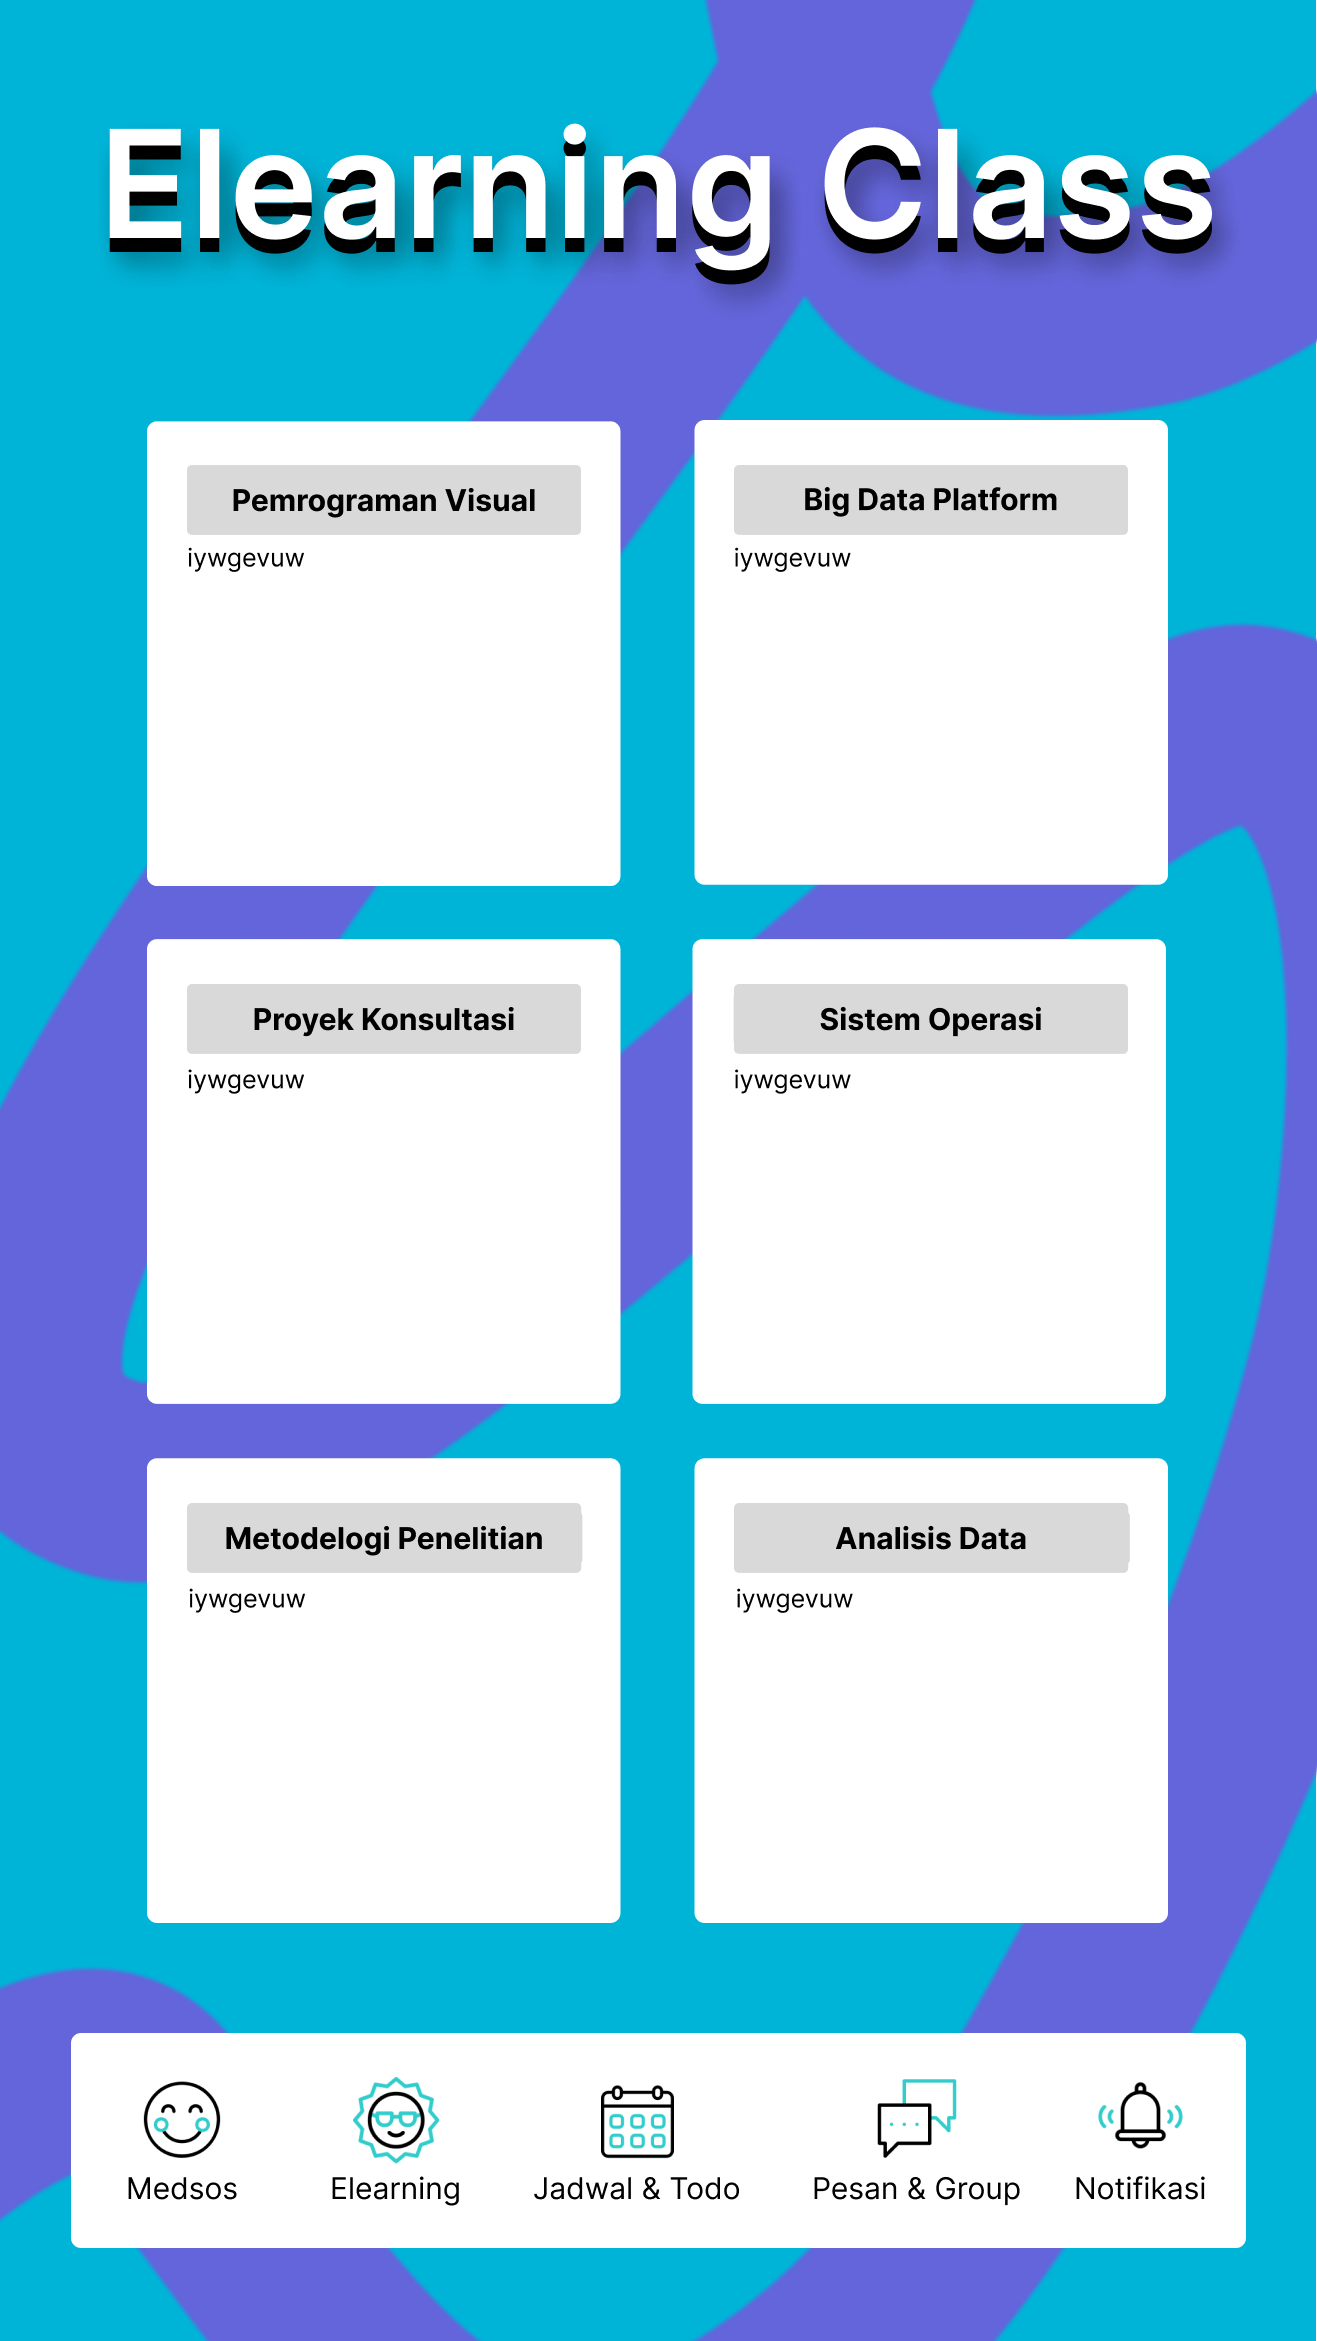 Elearning Class
Pemrograman Visual
iywgevuw
Big Data Platform
iywgevuw
Proyek Konsultasi
iywgevuw
Sistem Operasi
iywgevuw
Metodelogi Penelitian
iywgevuw
Analisis Data
iywgevuw
Medsos
Elearning
Jadwal & Todo
Pesan & Group
Notifikasi